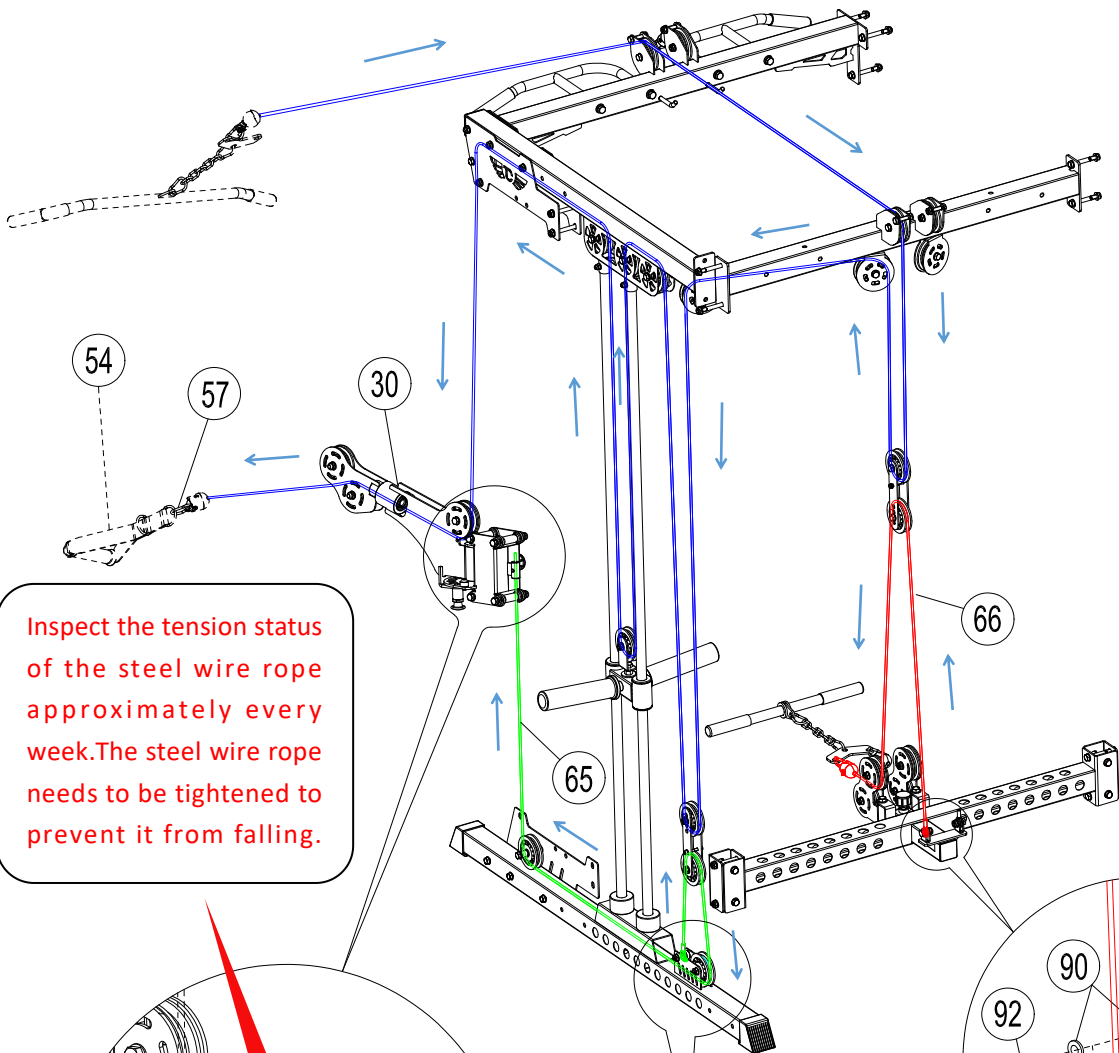 54
57
30
66
65
Inspect the tension status
of the steel wire rope
approximately every
week.The steel wire rope
needs to be tightened to
prevent it from falling.
90
92